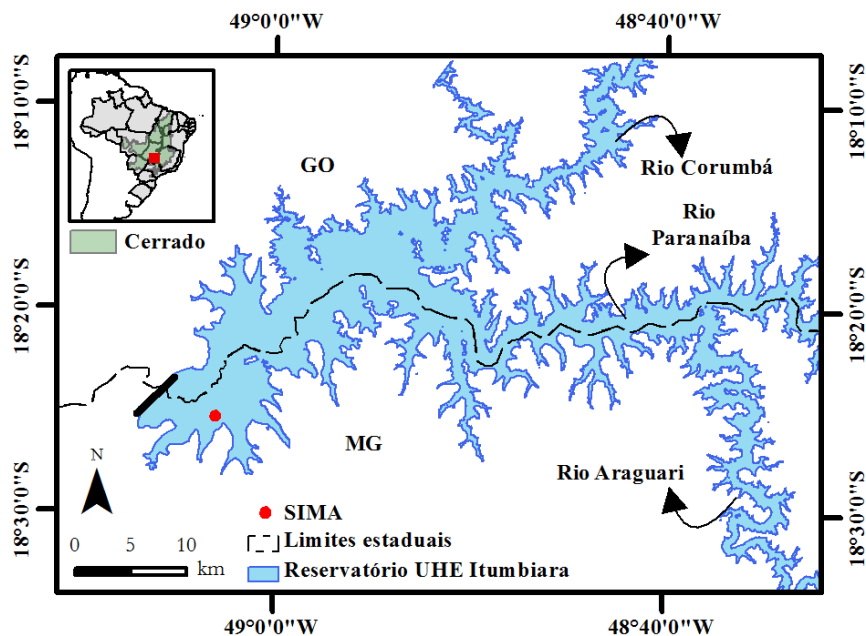 49°0'0"W
48°40'0"W
18°10'0"S
18°10'0"S
GO
Rio Corumbá
Cerrado
Rio
Paranaíba
18°20'0"S
18°20'0"S
MG
N
Rio Araguari
18°30'0"S
18°30'0"S
SIMA
0 5 10
km
Limites estaduais
Reservatório UHE Itumbiara
49°0'0"W
48°40'0"W